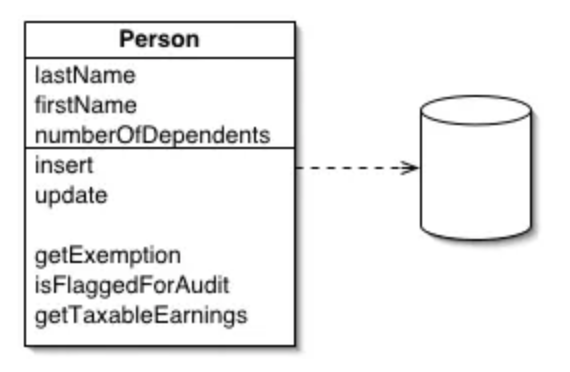 Person
lastName
firstName
numberOfDependents
insert
update
getExemption
isFlaggedForAudit
getTaxableEarnings